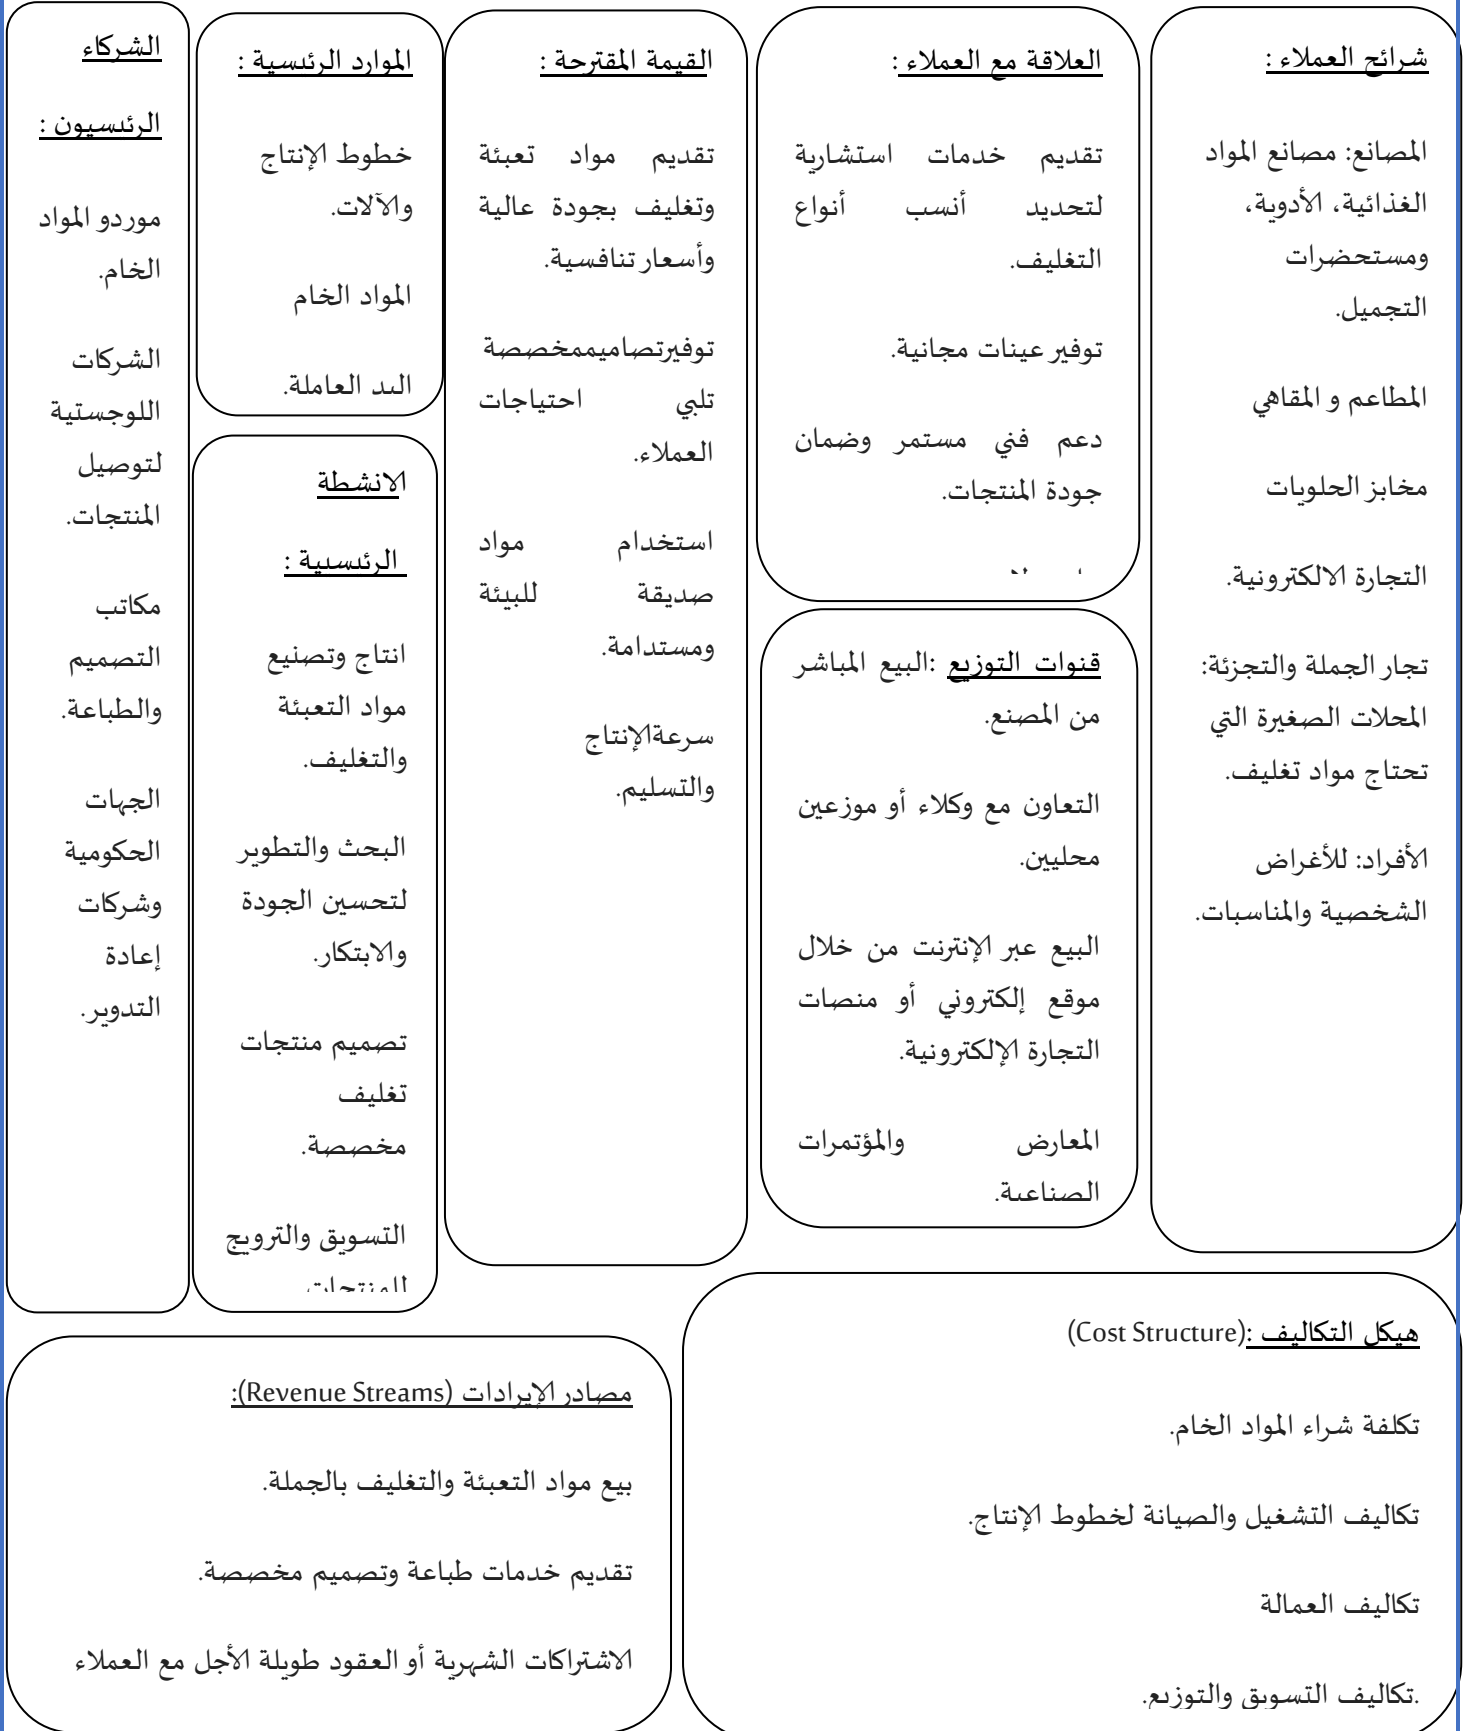 شرائح العملاء :
المصانع: مصانع المواد
الغذائية، الأدوية،
ومستحضرات
التجميل.
المطاعم و المقاهي
مخابز الحلويات
التجارة الالكترونية.
تجار الجملة والتجزئة:
المحلات الصغيرة التي
تحتاج مواد تغليف.
الأفراد: للأغراض
الشخصية والمناسبات.
العلاقة مع العملاء :
تقديم خدمات استشارية
لتحديد أنسب أنواع
التغليف.
توفير عينات مجانية.
دعم فني مستمر وضمان
جودة المنتجات.
قنوات التوزيع :البيع المباشر
من المصنع.
التعاون مع وكلاء أو موزعين
محليين.
البيع عبر الإنترنت من خلال
موقع إلكتروني أو منصات
التجارة الإلكترونية.
المعارض والمؤتمرات
الصناعية.
القيمة المقترحة :
تقديم مواد تعبئة
وتغليف بجودة عالية
وأسعار تنافسية.
توفيرتصاميممخصصة
تلبي احتياجات
العملاء.
استخدام مواد
صديقة للبيئة
ومستدامة.
سرعةالإنتاج
والتسليم.
الموارد الرئسية :
خطوط الإنتاج
والآلات.
المواد الخام
اليد العاملة.
الانشطة
الرئسسية :
انتاج وتصنيع
مواد التعبئة
والتغليف.
البحث والتطوير
لتحسين الجودة
والابتكار.
تصميم منتجات
تغليف
مخصصة.
التسويق والترويج
للمنتجات
الشركاء
الرئسيون :
موردو المواد
الخام.
الشركات
اللوجستية
لتوصيل
المنتجات.
مكاتب
التصميم
والطباعة.
الجهات
الحكومية
وشركات
إعادة
التدوير.
هيكل التكاليف :(Cost Structure)
تكلفة شراء المواد الخام.
تكاليف التشغيل والصيانة لخطوط الإنتاج.
تكاليف العمالة
.تكاليف التسويق والتوزيع.
مصادر الإيرادات (Revenue Streams):
بيع مواد التعبئة والتغليف بالجملة.
تقديم خدمات طباعة وتصميم مخصصة.
الاشتراكات الشهرية أو العقود طويلة الأجل مع العملاء